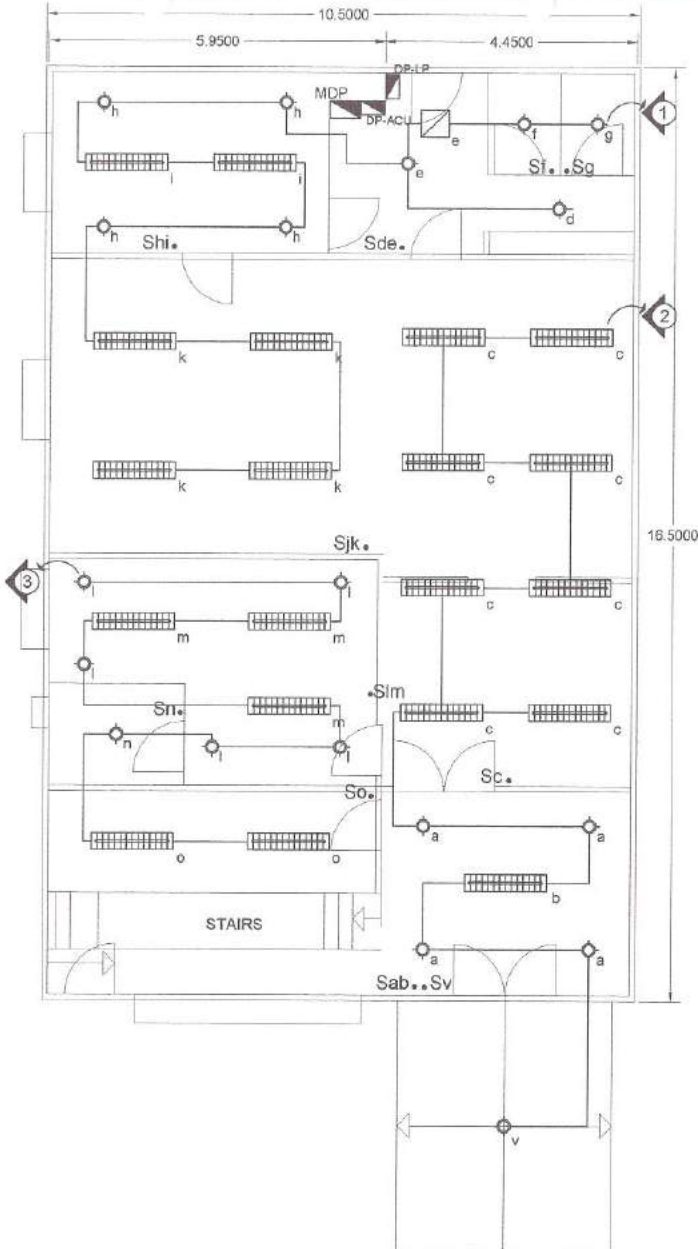 10.5000
5.9500 4.4500
DP-LP
MDP
DP-ACU
h h e f g 1
i i e Sf. .Sg
d
h h
Shi. Sde.
2
k k c c
k k c c
16.5000
Sjk.
3
l l c c
m m
l
.Slm
Sn. m
n l l c c
So. Sc.
a a
o o b
STAIRS
a a
Sab..Sv
v